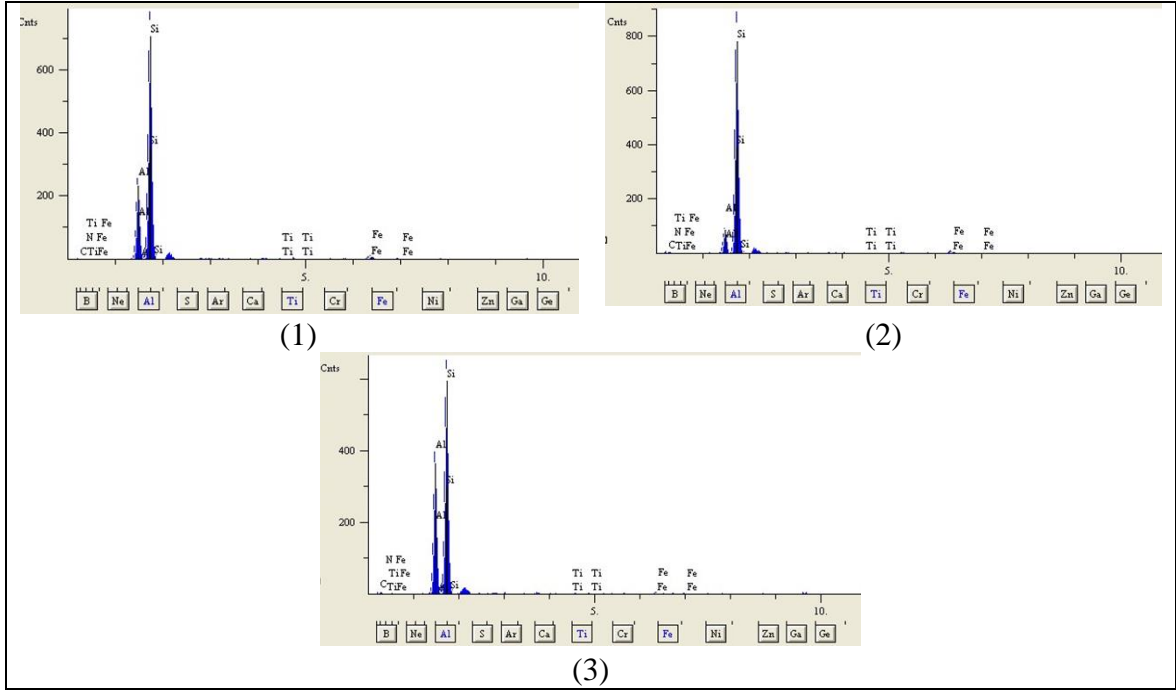 Cnts
Si
600
400
Si
Al
200
Al
Ti Fe
N Fe
CTiFe
A
Si
Ti Ti
Ti Ti
Fe Fe
Fe Fe
5.
10.
B Ne Al S Ar Ca Ti Cr Fe Ni Zn Ga Ge
(1)
Cnts
800
Si
600
400
Si
200
Al
Ti Fe
N Fe
CTiFe
Al
Si
Ti Ti
Ti Ti
Fe Fe
Fe Fe
5.
10.
B Ne Al S Ar Ca Ti Cr Fe Ni Zn Ga Ge
(2)
Cnts
Si
400
Al
Si
200
Al
N Fe
TiFe
CTiFe
Si
Ti Ti
Ti Ti
Fe Fe
Fe Fe
5.
10.
B Ne Al S Ar Ca Ti Cr Fe Ni Zn Ga Ge
(3)